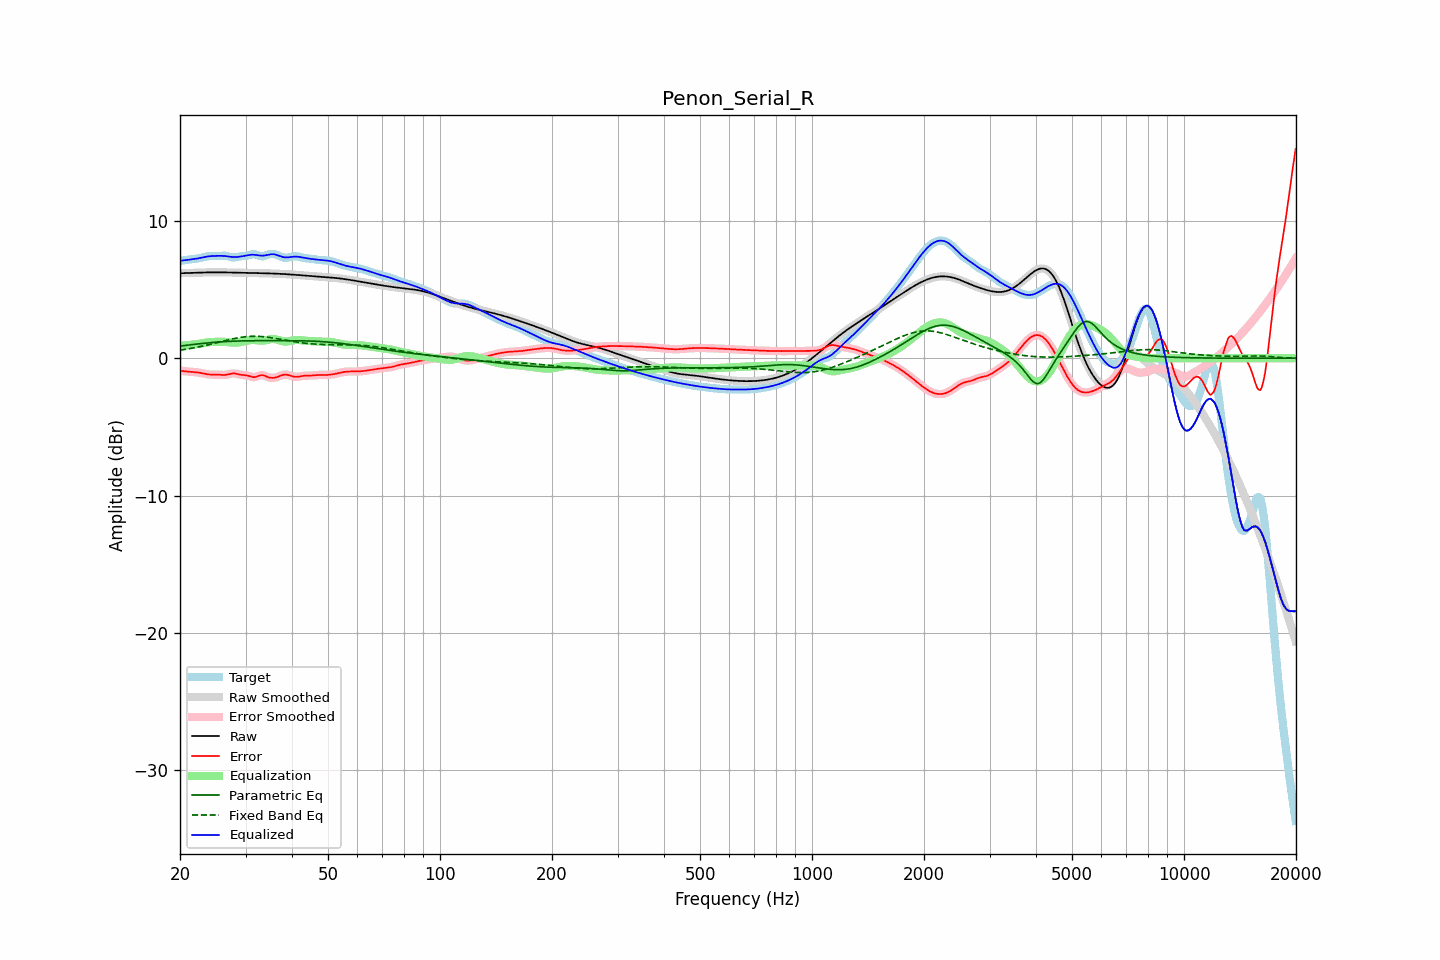 Penon_Serial_R
Amplitude (dBr)
10
0
−10
−20
−30
Target
Raw Smoothed
Error Smoothed
Raw
Error
Equalization
Parametric Eq
Fixed Band Eq
Equalized
20 50 100 200 500 1000 2000 5000 10000 20000
Frequency (Hz)